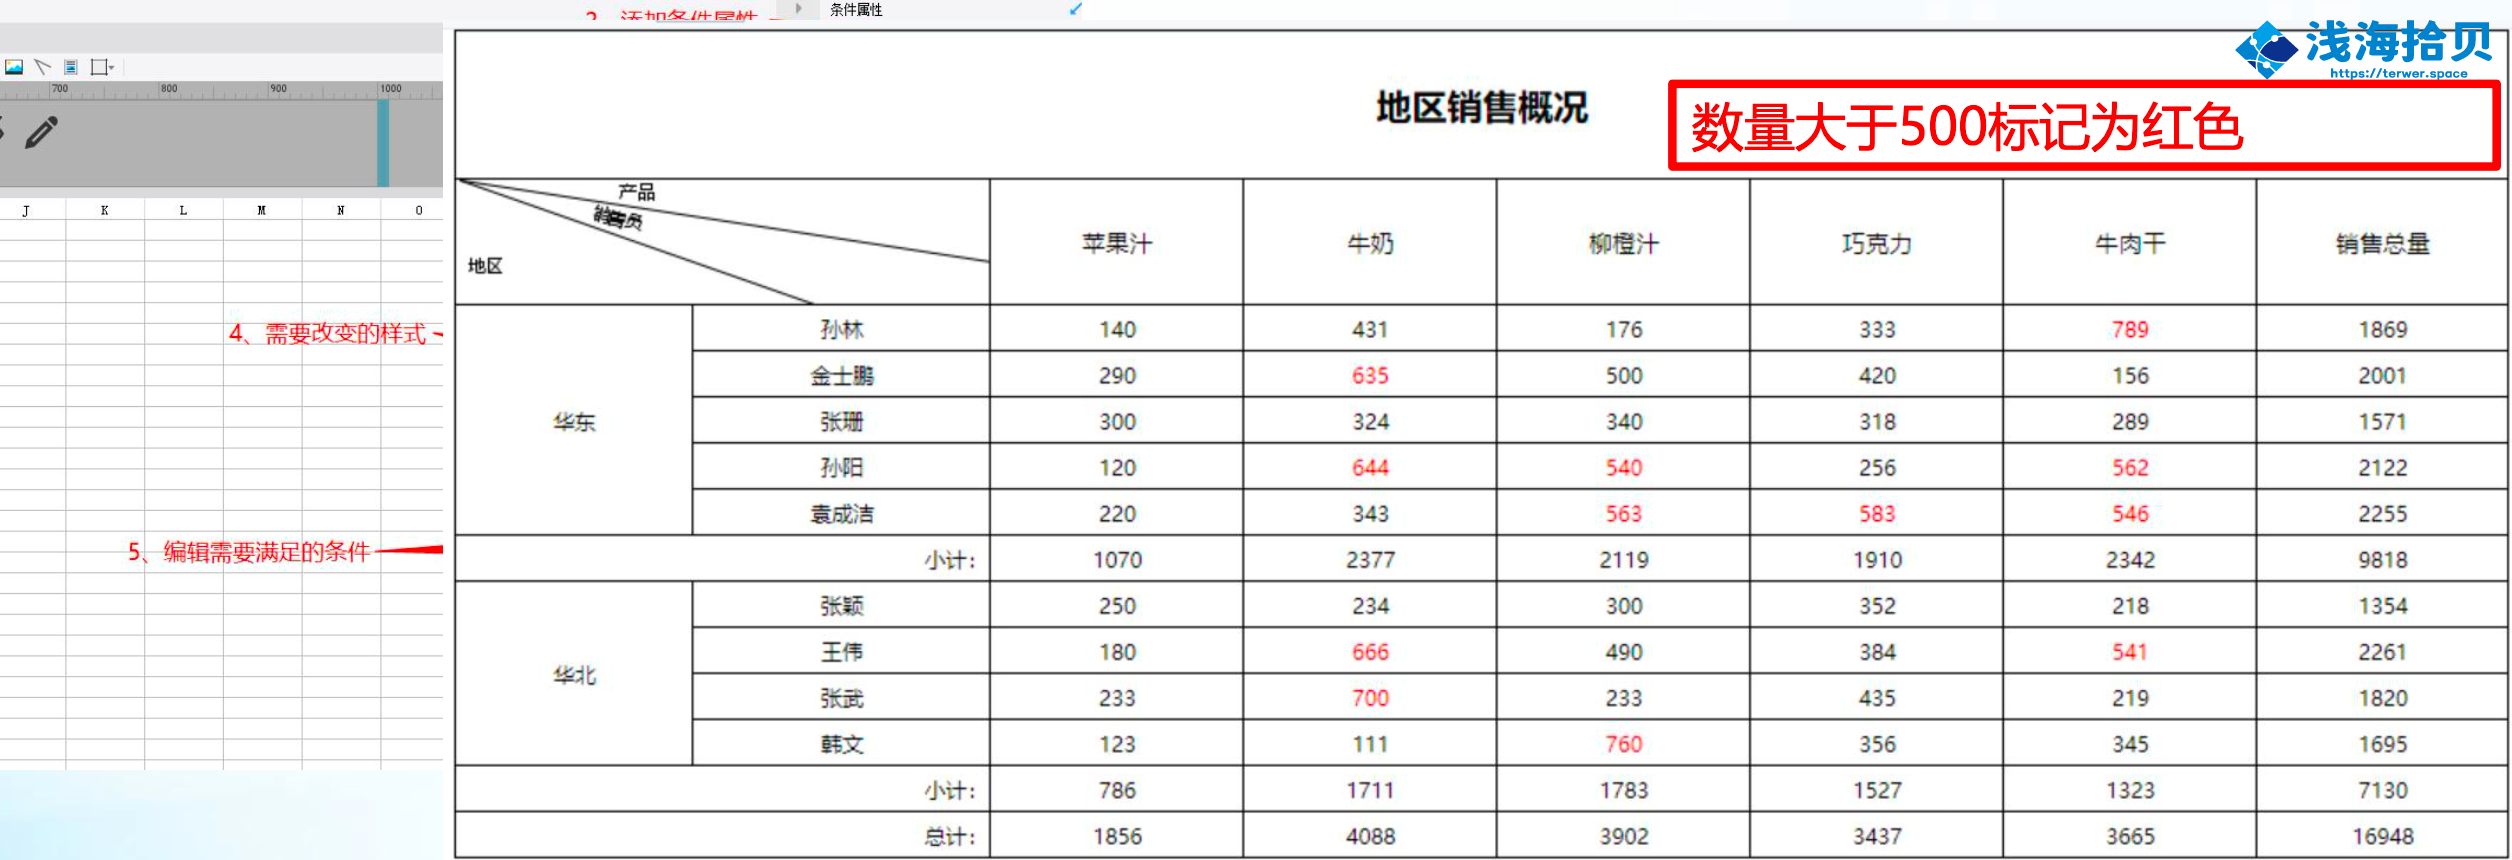 3、添加条件属性
条件属性
浅海拾贝
https://terwer.space
700 800 900 1000
地区销售概况
数量大于500标记为红色
J K L M N O
产品
销售员
地区
苹果汁 牛奶 柳橙汁 巧克力 牛肉干 销售总量
4、需要改变的样式
5、编辑需要满足的条件
华东
孙林 140 431 176 333 789 1869
金士鹏 290 635 500 420 156 2001
张珊 300 324 340 318 289 1571
孙阳 120 644 540 256 562 2122
袁成洁 220 343 563 583 546 2255
小计: 1070 2377 2119 1910 2342 9818
华北
张颖 250 234 300 352 218 1354
王伟 180 666 490 384 541 2261
张武 233 700 233 435 219 1820
韩文 123 111 760 356 345 1695
小计: 786 1711 1783 1527 1323 7130
总计: 1856 4088 3902 3437 3665 16948